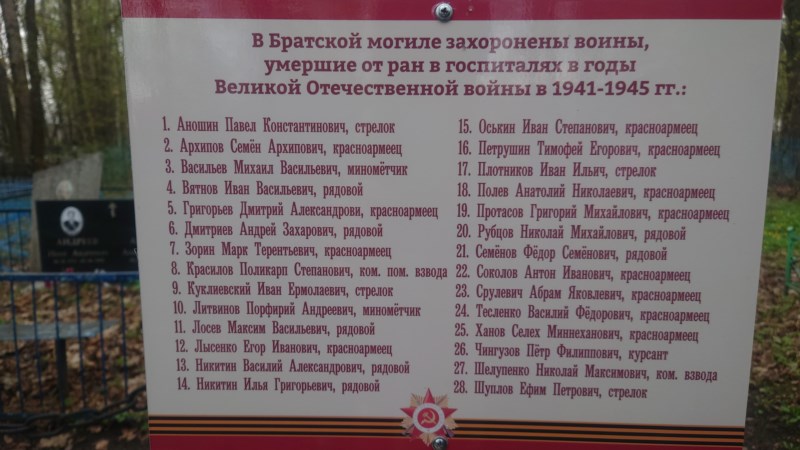 В Братской могиле захоронены воины,
умершие от ран в госпиталях в годы
Великой Отечественной войны в 1941-1945 гг.:
1. Аношин Павел Константинович, стрелок
2. Архипов Семён Архипович, красноармеец
3. Васильев Михаил Васильевич, миномётчик
4. Вятнов Иван Васильевич, рядовой
5. Григорьев Дмитрий Александрови, красноармеец
6. Дмитриев Андрей Захарович, рядовой
7. Зорин Марк Терентьевич, красноармеец
8. Красилов Поликарп Степанович, ком. пом. взвода
9. Куклиевский Иван Ермолаевич, стрелок
10. Литвинов Порфирий Андреевич, миномётчик
11. Лосев Максим Васильевич, рядовой
12. Лысенко Егор Иванович, красноармеец
13. Никитин Василий Александрович, рядовой
14. Никитин Илья Григорьевич, рядовой
15. Оськин Иван Степанович, красноармеец
16. Петрушин Тимофей Егорович, красноармеец
17. Плотников Иван Ильич, стрелок
18. Полев Анатолий Николаевич, красноармеец
19. Протасов Григорий Михайлович, красноармеец
20. Рубцов Николай Михайлович, рядовой
21. Семёнов Фёдор Семёнович, рядовой
22. Соколов Антон Иванович, красноармеец
23. Срулевич Абрам Яковлевич, красноармеец
24. Тесленко Василий Фёдорович, красноармеец
25. Ханов Селех Миннеханович, красноармеец
26. Чингузов Пётр Филиппович, курсант
27. Шелупенко Николай Максимович, ком. взвода
28. Шуплов Ефим Петрович, стрелок
АНДРЕЕВ